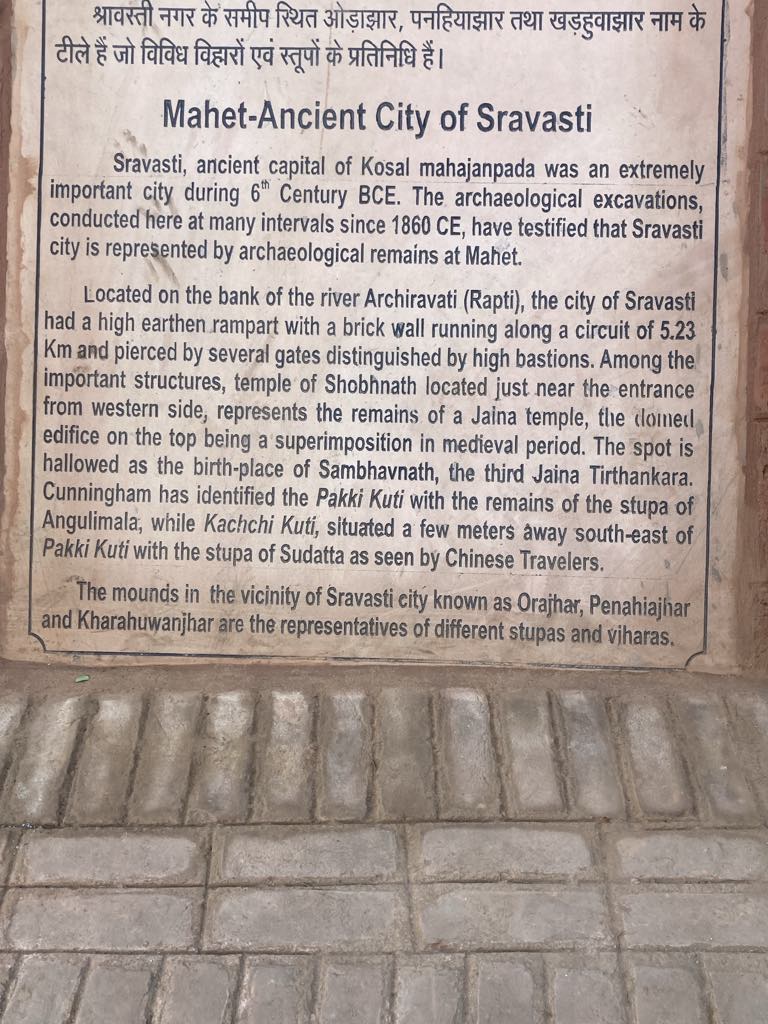 श्रावस्ती नगर के समीप स्थित ओड़ाझार, पनहियाझार तथा खड़हुवाझार नाम के
टीले हैं जो विविध विहारों एवं स्तूपों के प्रतिनिधि हैं।
Mahet-Ancient City of Sravasti
Sravasti, ancient capital of Kosal mahajanpada was an extremely
important city during 6th Century BCE. The archaeological excavations,
conducted here at many intervals since 1860 CE, have testified that Sravasti
city is represented by archaeological remains at Mahet.
Located on the bank of the river Archiravati (Rapti), the city of Sravasti
had a high earthen rampart with a brick wall running along a circuit of 5.23
Km and pierced by several gates distinguished by high bastions. Among the
important structures, temple of Shobhnath located just near the entrance
from western side, represents the remains of a Jaina temple, the domed
edifice on the top being a superimposition in medieval period. The spot is
hallowed as the birth-place of Sambhavnath, the third Jaina Tirthankara.
Cunningham has identified the Pakki Kuti with the remains of the stupa of
Angulimala, while Kachchi Kuti, situated a few meters away south-east of
Pakki Kuti with the stupa of Sudatta as seen by Chinese Travelers.
The mounds in the vicinity of Sravasti city known as Orajhar, Penahiajhar
and Kharahuwanjhar are the representatives of different stupas and viharas.